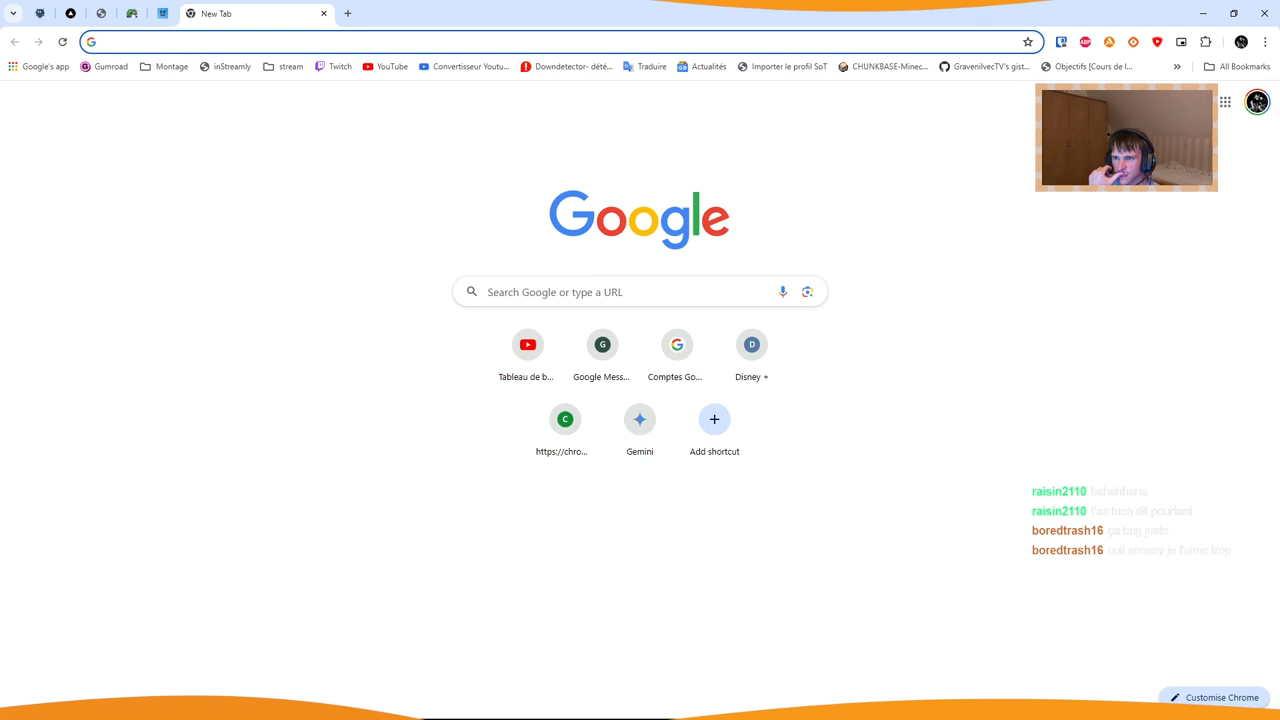 New Tab
Google's app
Gumroad
Montage
inStreamly
stream
Twitch
YouTube
Convertisseur Youtu...
Downdetector- déte...
Traduire
Actualités
Importer le profil SoT
CHUNKBASE-Minec...
GravenilvecTV's gist...
Objectifs [Cours de l...
All Bookmarks
Google
Search Google or type a URL
Tableau de b...
Google Mess...
Comptes Go...
Disney +
https://chro...
Gemini
Add shortcut
raisin2110 bahahhaha
raisin2110 t'as bien dit pourtant
boredtrash16 ça bug juste
boredtrash16 ouii aimsey je l'aime trop
Customise Chrome